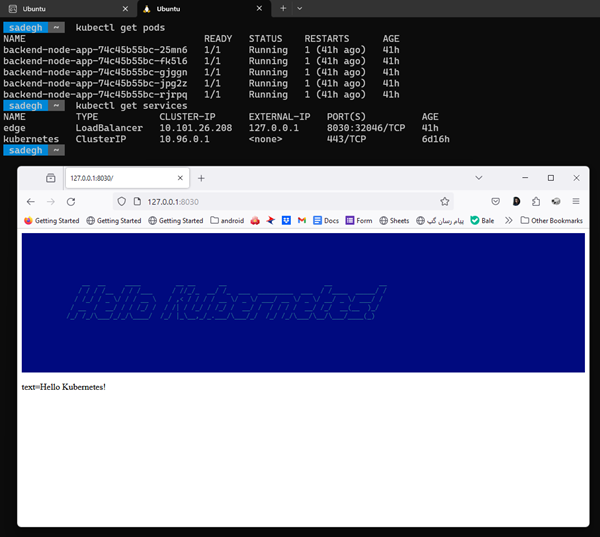 Ubuntu
Ubuntu
sadegh ~ kubectl get pods
NAME READY STATUS RESTARTS AGE
backend-node-app-74c45b55bc-25mn6 1/1 Running 1 (41h ago) 41h
backend-node-app-74c45b55bc-fk5l6 1/1 Running 1 (41h ago) 41h
backend-node-app-74c45b55bc-gjggn 1/1 Running 1 (41h ago) 41h
backend-node-app-74c45b55bc-jpg2z 1/1 Running 1 (41h ago) 41h
backend-node-app-74c45b55bc-rjrpq 1/1 Running 1 (41h ago) 41h
sadegh ~ kubectl get services
NAME TYPE CLUSTER-IP EXTERNAL-IP PORT(S) AGE
edge LoadBalancer 10.101.26.208 127.0.0.1 8030:32046/TCP 41h
kubernetes ClusterIP 10.96.0.1 <none> 443/TCP 6d16h
sadegh ~
127.0.0.1:8030/
127.0.0.1:8030
Getting Started Getting Started android Docs Form Sheets پیام رسان گپ Bale Other Bookmarks
Hello Kubernetes!
text=Hello Kubernetes!